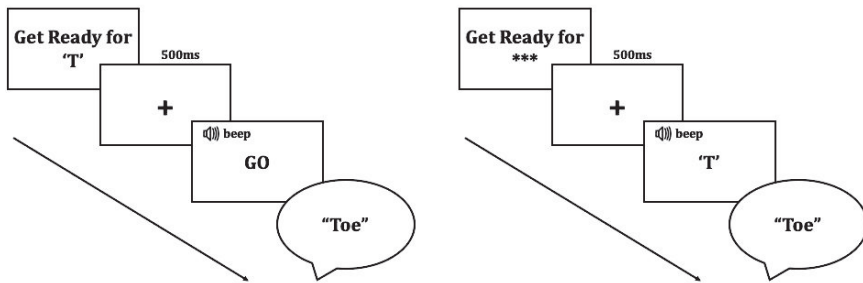 Get Ready for
‘T’
500ms
+
beep
GO
“Toe”
Get Ready for
***
500ms
+
beep
‘T’
“Toe”